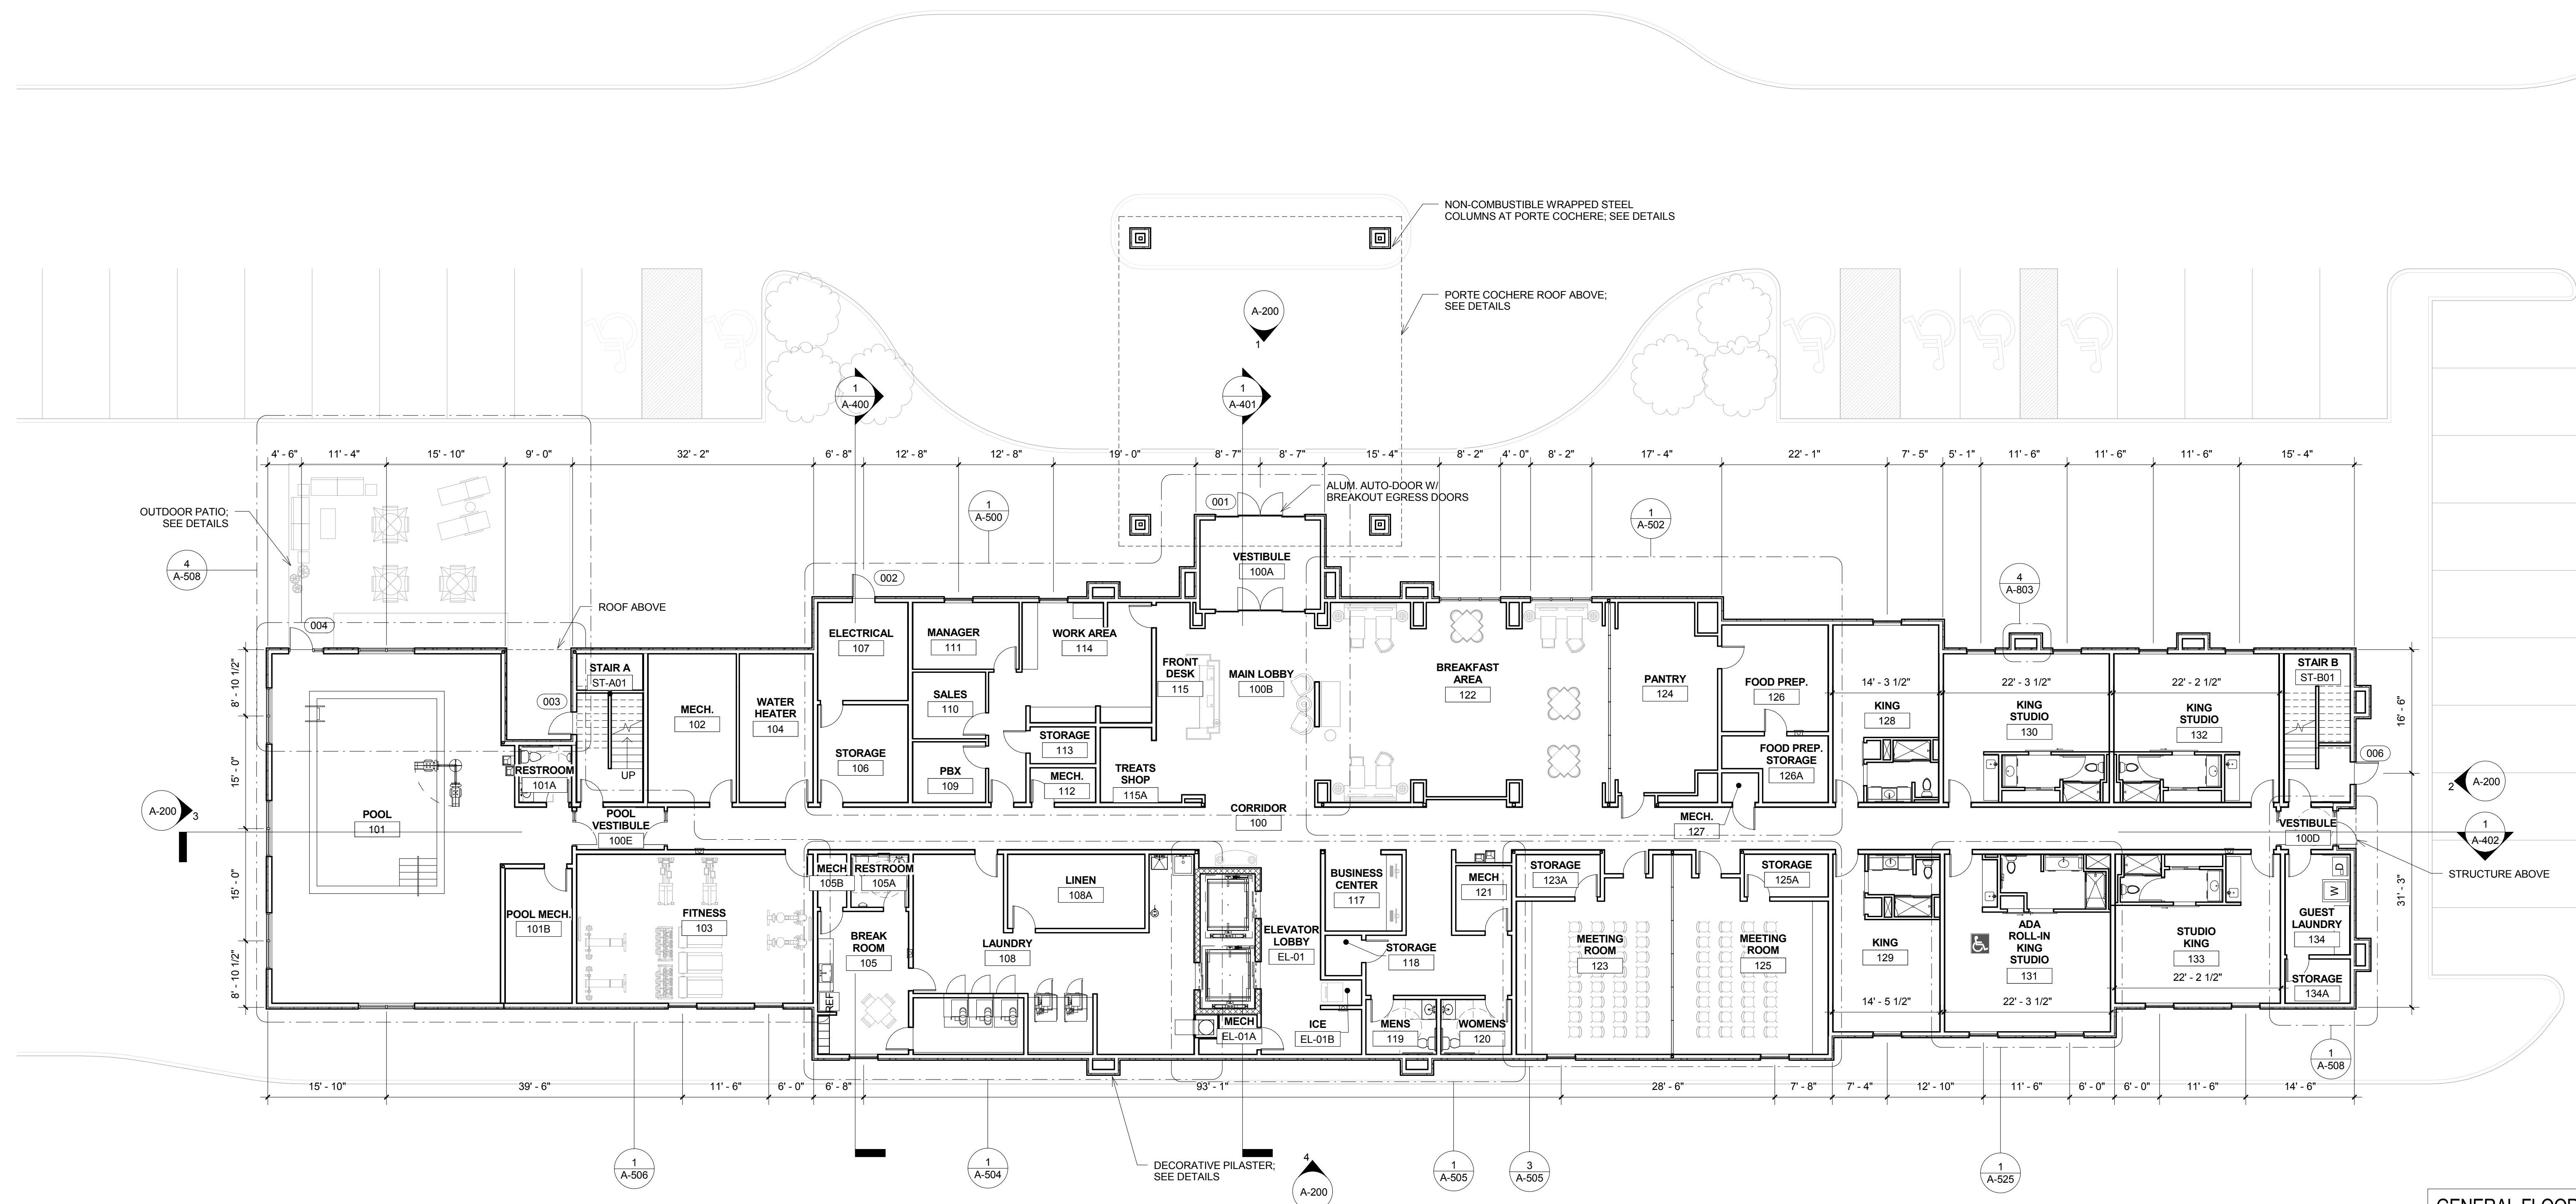 NON-COMBUSTIBLE WRAPPED STEEL
COLUMNS AT PORTE COCHERE; SEE DETAILS
PORTE COCHERE ROOF ABOVE;
SEE DETAILS
A-200
1
1
A-400
1
A-401
4' - 6"
11' - 4"
15' - 10"
9' - 0"
32' - 2"
6' - 8"
12' - 8"
12' - 8"
19' - 0"
8' - 7"
8' - 7"
15' - 4"
8' - 2"
4' - 0"
8' - 2"
17' - 4"
22' - 1"
7' - 5"
5' - 1"
11' - 6"
11' - 6"
11' - 6"
15' - 4"
ALUM. AUTO-DOOR W/
BREAKOUT EGRESS DOORS
001
OUTDOOR PATIO;
SEE DETAILS
1
A-500
1
A-502
4
A-508
4
A-803
002
ROOF ABOVE
004
003
006
VESTIBULE
100A
ELECTRICAL
107
MANAGER
111
WORK AREA
114
STAIR A
ST-A01
UP
MECH.
102
WATER
HEATER
104
SALES
110
STORAGE
113
STORAGE
106
PBX
109
MECH.
112
FRONT
DESK
115
MAIN LOBBY
100B
TREATS
SHOP
115A
BREAKFAST
AREA
122
PANTRY
124
FOOD PREP.
126
FOOD PREP.
STORAGE
126A
14' - 3 1/2"
KING
128
22' - 3 1/2"
KING
STUDIO
130
22' - 2 1/2"
KING
STUDIO
132
STAIR B
ST-B01
8' - 10 1/2"
15' - 0"
15' - 0"
8' - 10 1/2"
16' - 6"
31' - 3"
A-200
3
A-200
2
1
A-402
RESTROOM
101A
POOL
101
POOL
VESTIBULE
100E
CORRIDOR
100
MECH.
127
VESTIBULE
100D
STRUCTURE ABOVE
POOL MECH.
101B
FITNESS
103
MECH
105B
RESTROOM
105A
BREAK
ROOM
105
REF
LINEN
108A
LAUNDRY
108
ELEVATOR
LOBBY
EL-01
MECH
EL-01A
BUSINESS
CENTER
117
STORAGE
118
ICE
EL-01B
MECH
121
MENS
119
WOMENS
120
STORAGE
123A
MEETING
ROOM
123
STORAGE
125A
MEETING
ROOM
125
KING
129
14' - 5 1/2"
ADA
ROLL-IN
KING
STUDIO
131
22' - 3 1/2"
STUDIO
KING
133
22' - 2 1/2"
D
W
GUEST
LAUNDRY
134
STORAGE
134A
1
A-508
15' - 10"
39' - 6"
11' - 6"
6' - 0"
6' - 8"
93' - 1"
28' - 6"
7' - 8"
7' - 4"
12' - 10"
11' - 6"
6' - 0"
6' - 0"
11' - 6"
14' - 6"
1
A-506
1
A-504
DECORATIVE PILASTER;
SEE DETAILS
4
A-200
1
A-505
3
A-505
1
A-525